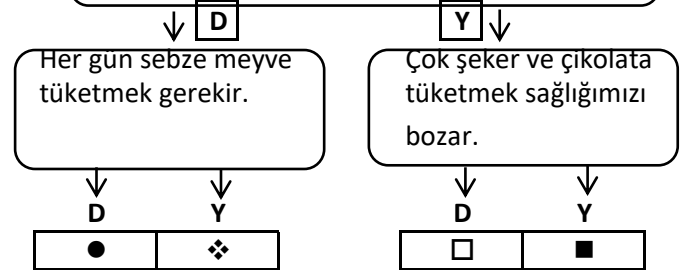 D Y
Her gün sebze meyve
tüketmek gerekir.
Çok şeker ve çikolata
tüketmek sağlığımızı
bozar.
D Y D Y